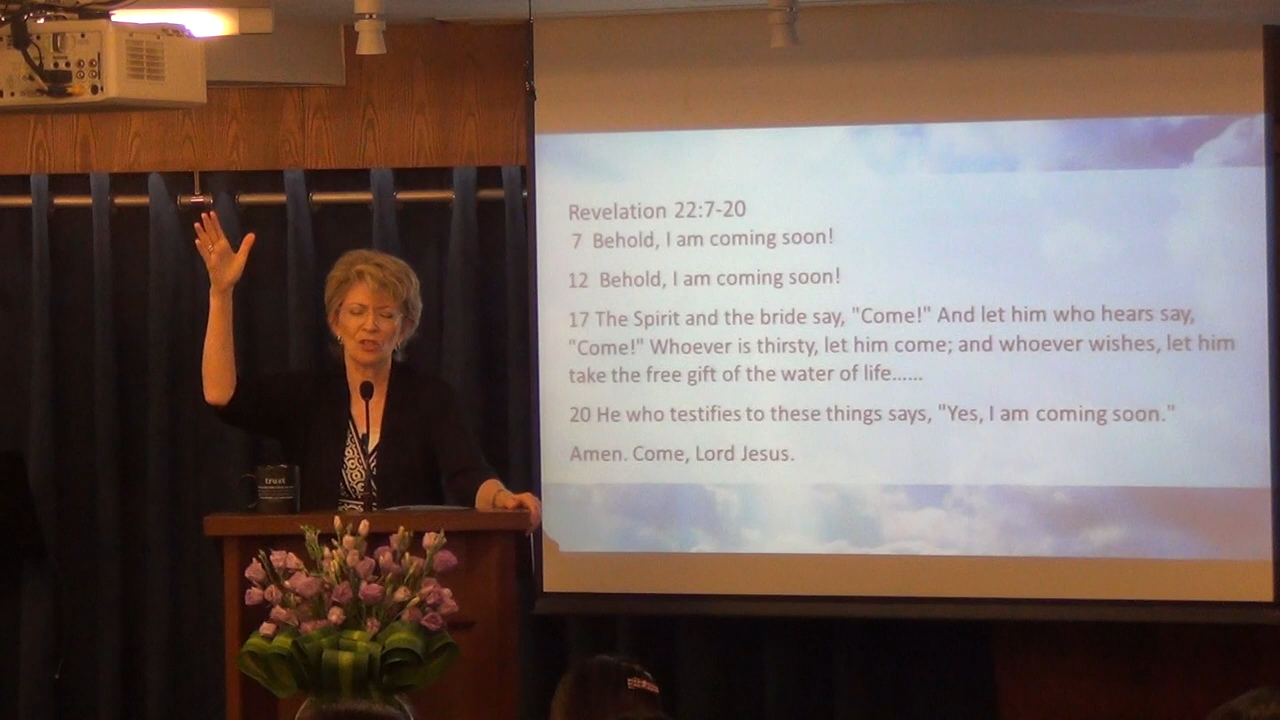 Revelation 22:7-20
7 Behold, I am coming soon!
12 Behold, I am coming soon!
17 The Spirit and the bride say, "Come!" And let him who hears say,
"Come!" Whoever is thirsty, let him come; and whoever wishes, let him
take the free gift of the water of life......
20 He who testifies to these things says, "Yes, I am coming soon."
Amen. Come, Lord Jesus.
trust